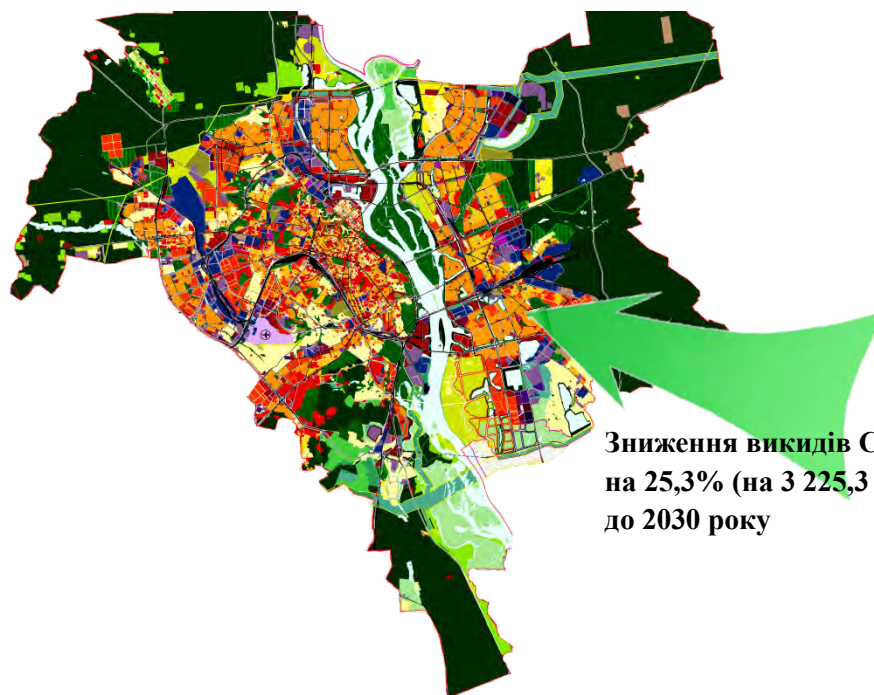 Зниження викидів С
на 25,3% (на 3 225,3
до 2030 року